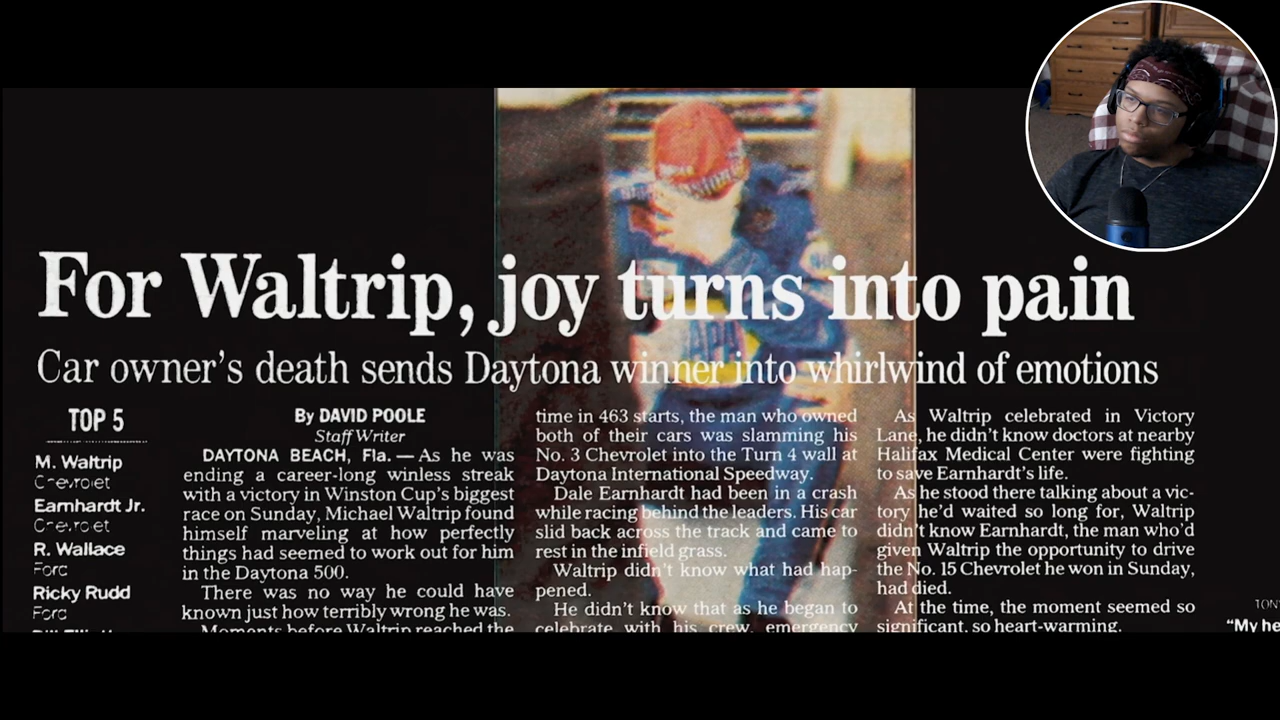 For Waltrip, joy turns into pain
Car owner's death sends Daytona winner into whirlwind of emotions
TOP 5
M. Waltrip
Chevrolet
Earnhardt Jr.
Chevrolet
R. Wallace
Ford
Ricky Rudd
Ford
By DAVID POOLE
Staff Writer
DAYTONA BEACH, Fla. — As he was
ending a career-long winless streak
with a victory in Winston Cup's biggest
race on Sunday, Michael Waltrip found
himself marveling at how perfectly
things had seemed to work out for him
in the Daytona 500.
There was no way he could have
known just how terribly wrong he was.
Moments before Waltrip reached the
time in 463 starts, the man who owned
both of their cars was slamming his
No. 3 Chevrolet into the Turn 4 wall at
Daytona International Speedway.
Dale Earnhardt had been in a crash
while racing behind the leaders. His car
slid back across the track and came to
rest in the infield grass.
Waltrip didn't know what had hap-
pened.
He didn't know that as he began to
celebrate with his crew, emergency
As Waltrip celebrated in Victory
Lane, he didn't know doctors at nearby
Halifax Medical Center were fighting
to save Earnhardt's life.
As he stood there talking about a vic-
tory he'd waited so long for, Waltrip
didn't know Earnhardt, the man who'd
given Waltrip the opportunity to drive
the No. 15 Chevrolet he won in Sunday,
had died.
At the time, the moment seemed so
significant, so heart-warming.
TON
"My he